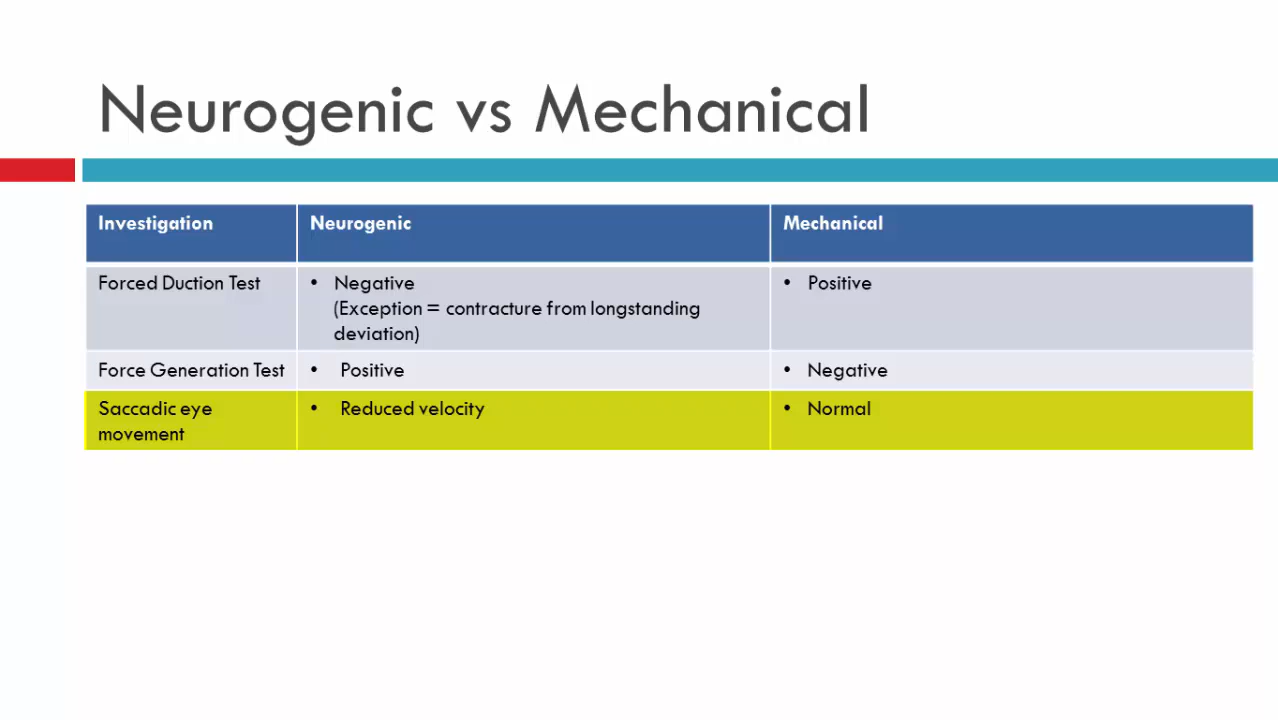 Neurogenic vs Mechanical
Investigation Neurogenic Mechanical
Forced Duction Test • Negative • Positive
(Exception = contracture from longstanding
deviation)
Force Generation Test • Positive • Negative
Saccadic eye • Reduced velocity • Normal
movement